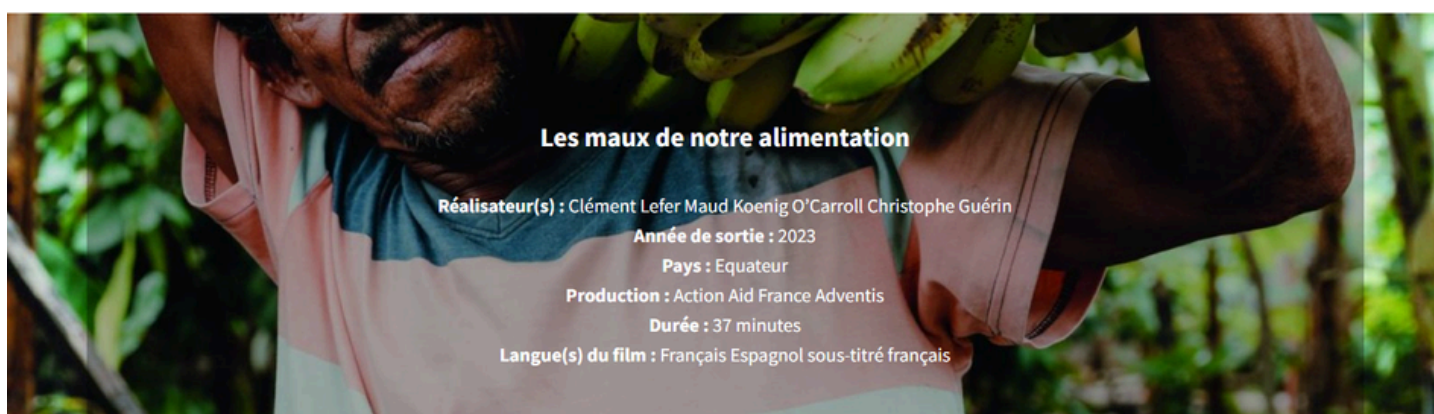 Les maux de notre alimentation
Réalisateur(s) : Clément Lefer Maud Koenig O’Carroll Christophe Guérin
Année de sortie : 2023
Pays : Equateur
Production : Action Aid France Adventis
Durée : 37 minutes
Langue(s) du film : Français Espagnol sous-titré français